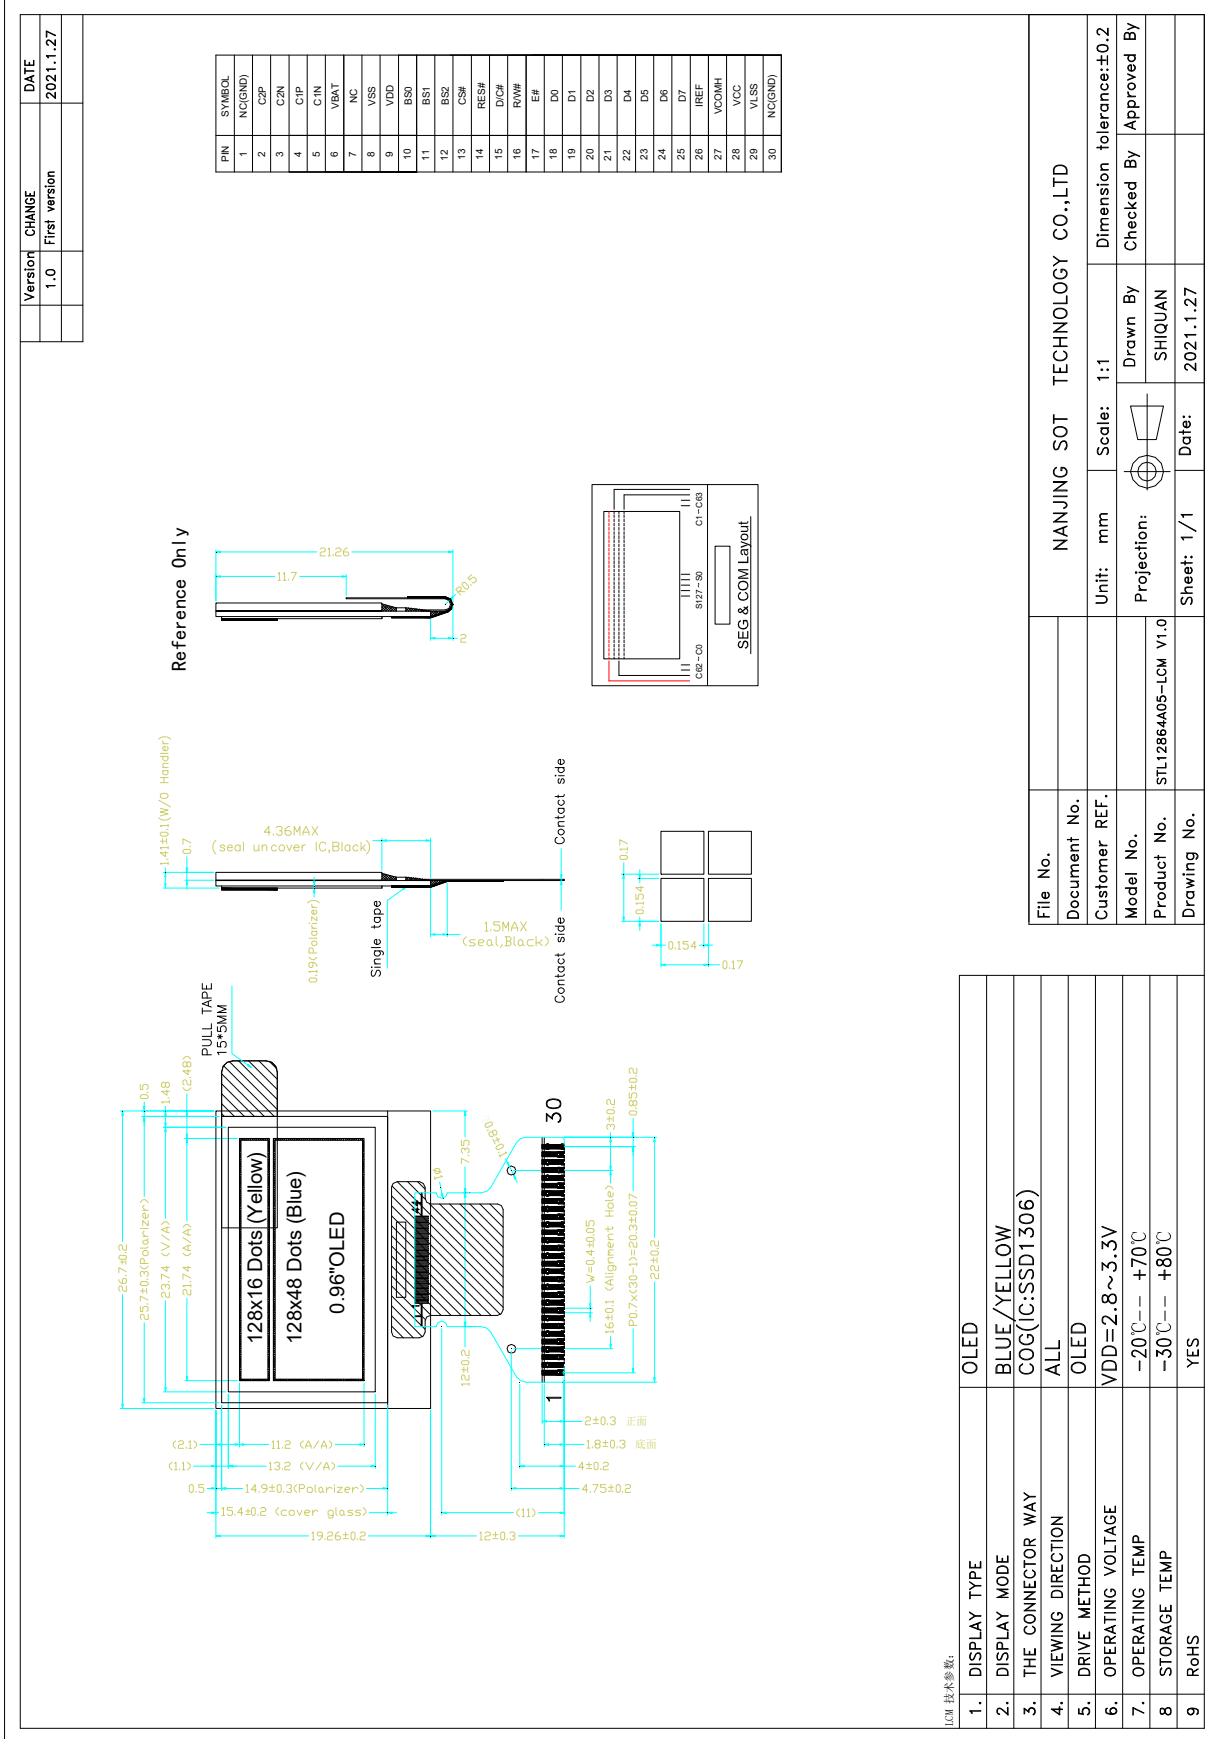 Version CHANGE DATE
1.0 First version 2021.1.27
PIN SYMBOL
1 NC(GND)
2 C2P
3 C2N
4 C1P
5 C1N
6 VBAT
7 NC
8 VSS
9 VDD
10 BS0
11 BS1
12 BS2
13 CS#
14 RES#
15 D/C#
16 R/W#
17 E#
18 D0
19 D1
20 D2
21 D3
22 D4
23 D5
24 D6
25 D7
26 IREF
27 VCOMH
28 VCC
29 VLSS
30 NC(GND)
26.7±0.2
25.7±0.3(Polarizer)
23.74 (V/A)
21.74 (A/A)
0.5
1.48
(2.48)
PULL TAPE
15*5MM
128x16 Dots (Yellow)
128x48 Dots (Blue)
0.96"OLED
(2.1)
11.2 (A/A)
(1.1)
13.2 (V/A)
0.5
14.9±0.3(Polarizer)
15.4±0.2 (cover glass)
19.26±0.2
12±0.3
(11)
4.75±0.2
4±0.2
1.8±0.3 底面
2±0.3 正面
1
30
12±0.2
7.35
ø1
0.8±0.1
W=0.4±0.05
16±0.1 (Alignment Hole)
3±0.2
P0.7x(30-1)=20.3±0.07
0.85±0.2
22±0.2
1.41±0.1(W/O Handler)
0.7
4.36MAX
(seal uncover IC,Black)
0.19(Polarizer)
Single tape
1.5MAX
(seal,Black)
Contact side
Contact side
Reference Only
21.26
11.7
R0.5
2
0.17
0.154
0.154
0.17
C62-C0
S127-S0
C1-C63
SEG & COM Layout
LCM 技术参数:
1. DISPLAY TYPE OLED
2. DISPLAY MODE BLUE/YELLOW
3. THE CONNECTOR WAY COG(IC:SSD1306)
4. VIEWING DIRECTION ALL
5. DRIVE METHOD OLED
6. OPERATING VOLTAGE VDD=2.8~3.3V
7. OPERATING TEMP -20℃-- +70℃
8 STORAGE TEMP -30℃-- +80℃
9 RoHS YES
File No.
Document No.
Customer REF.
Model No.
Product No. STL12864A05-LCM V1.0
Drawing No.
NANJING SOT TECHNOLOGY CO.,LTD
Unit: mm Scale: 1:1 Dimension tolerance:±0.2
Projection: Drawn By Checked By Approved By
SHIQUAN
Sheet: 1/1 Date: 2021.1.27